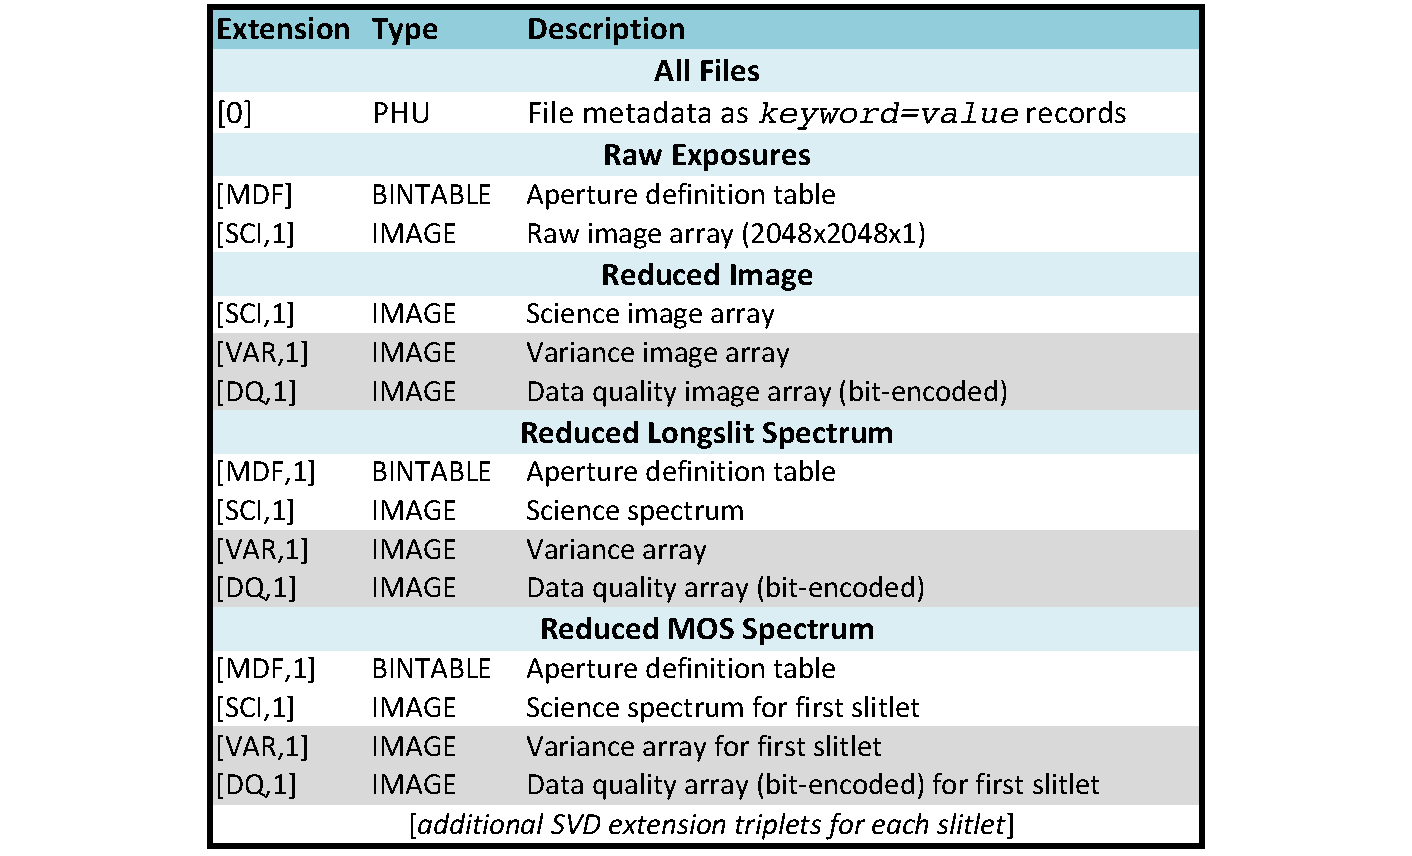 Extension Type Description
All Files
[0] PHU File metadata as keyword=value records
Raw Exposures
[MDF] BINTABLE Aperture definition table
[SCI,1] IMAGE Raw image array (2048x2048x1)
Reduced Image
[SCI,1] IMAGE Science image array
[VAR,1] IMAGE Variance image array
[DQ,1] IMAGE Data quality image array (bit-encoded)
Reduced Longslit Spectrum
[MDF,1] BINTABLE Aperture definition table
[SCI,1] IMAGE Science spectrum
[VAR,1] IMAGE Variance array
[DQ,1] IMAGE Data quality array (bit-encoded)
Reduced MOS Spectrum
[MDF,1] BINTABLE Aperture definition table
[SCI,1] IMAGE Science spectrum for first slitlet
[VAR,1] IMAGE Variance array for first slitlet
[DQ,1] IMAGE Data quality array (bit-encoded) for first slitlet
[additional SVD extension triplets for each slitlet]